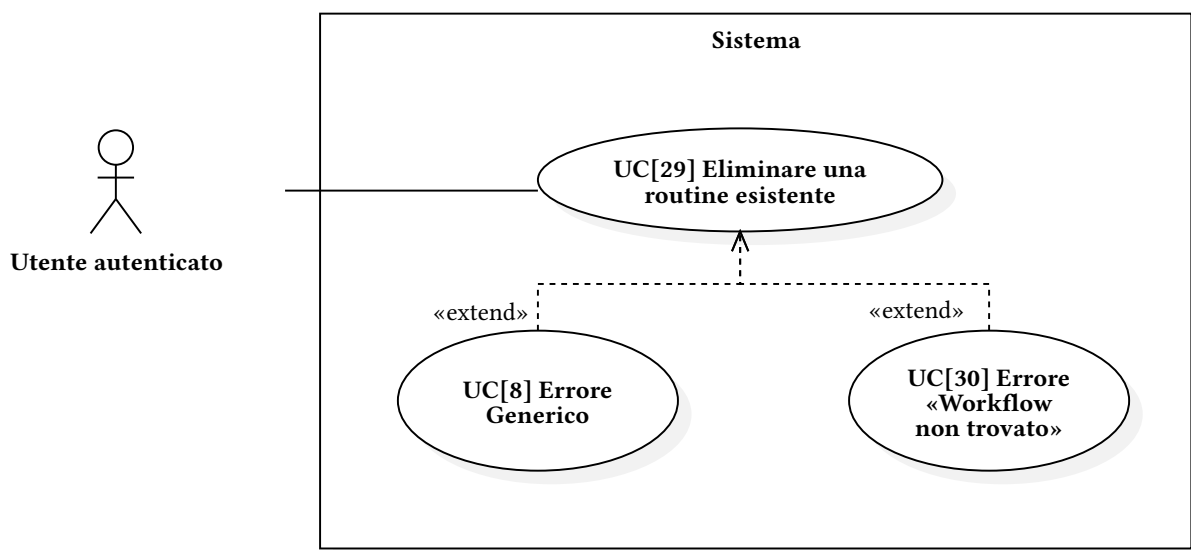 Sistema
UC[29] Eliminare una
routine esistente
Utente autenticato
«extend»
«extend»
UC[8] Errore
Generico
UC[30] Errore
«Workflow
non trovato»